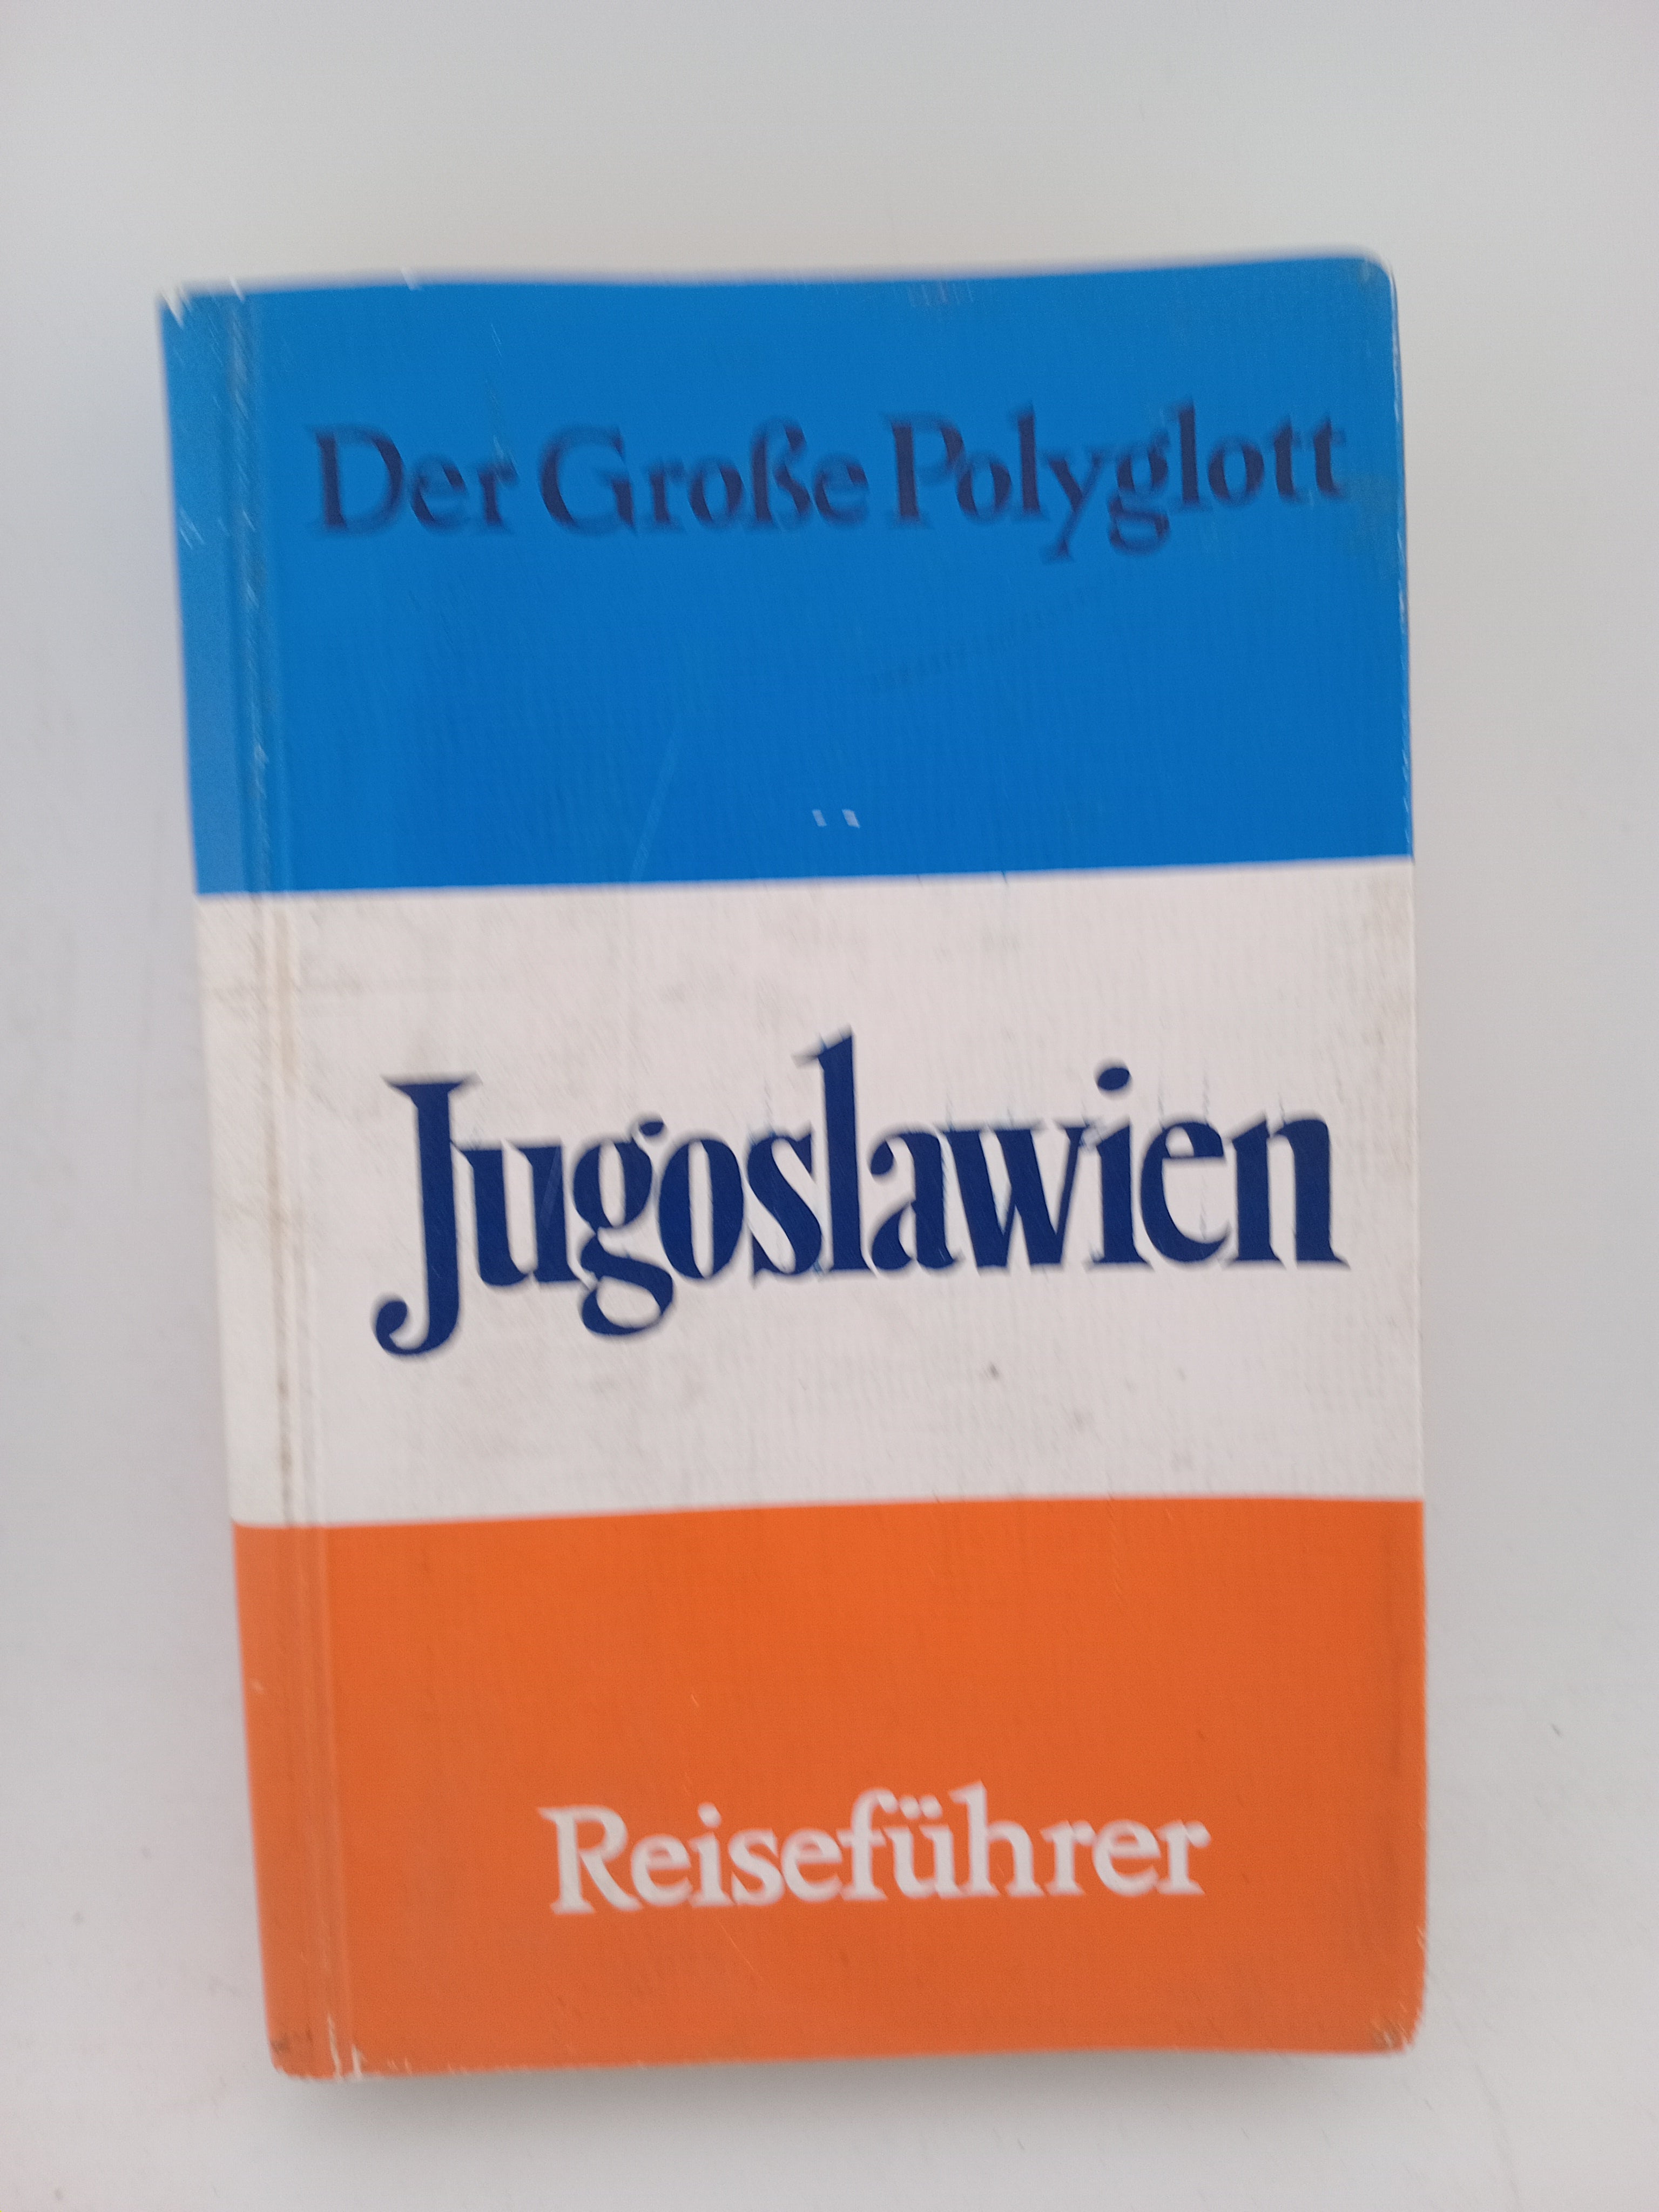 Der Große Polyglott
Jugoslawien
Reiseführer